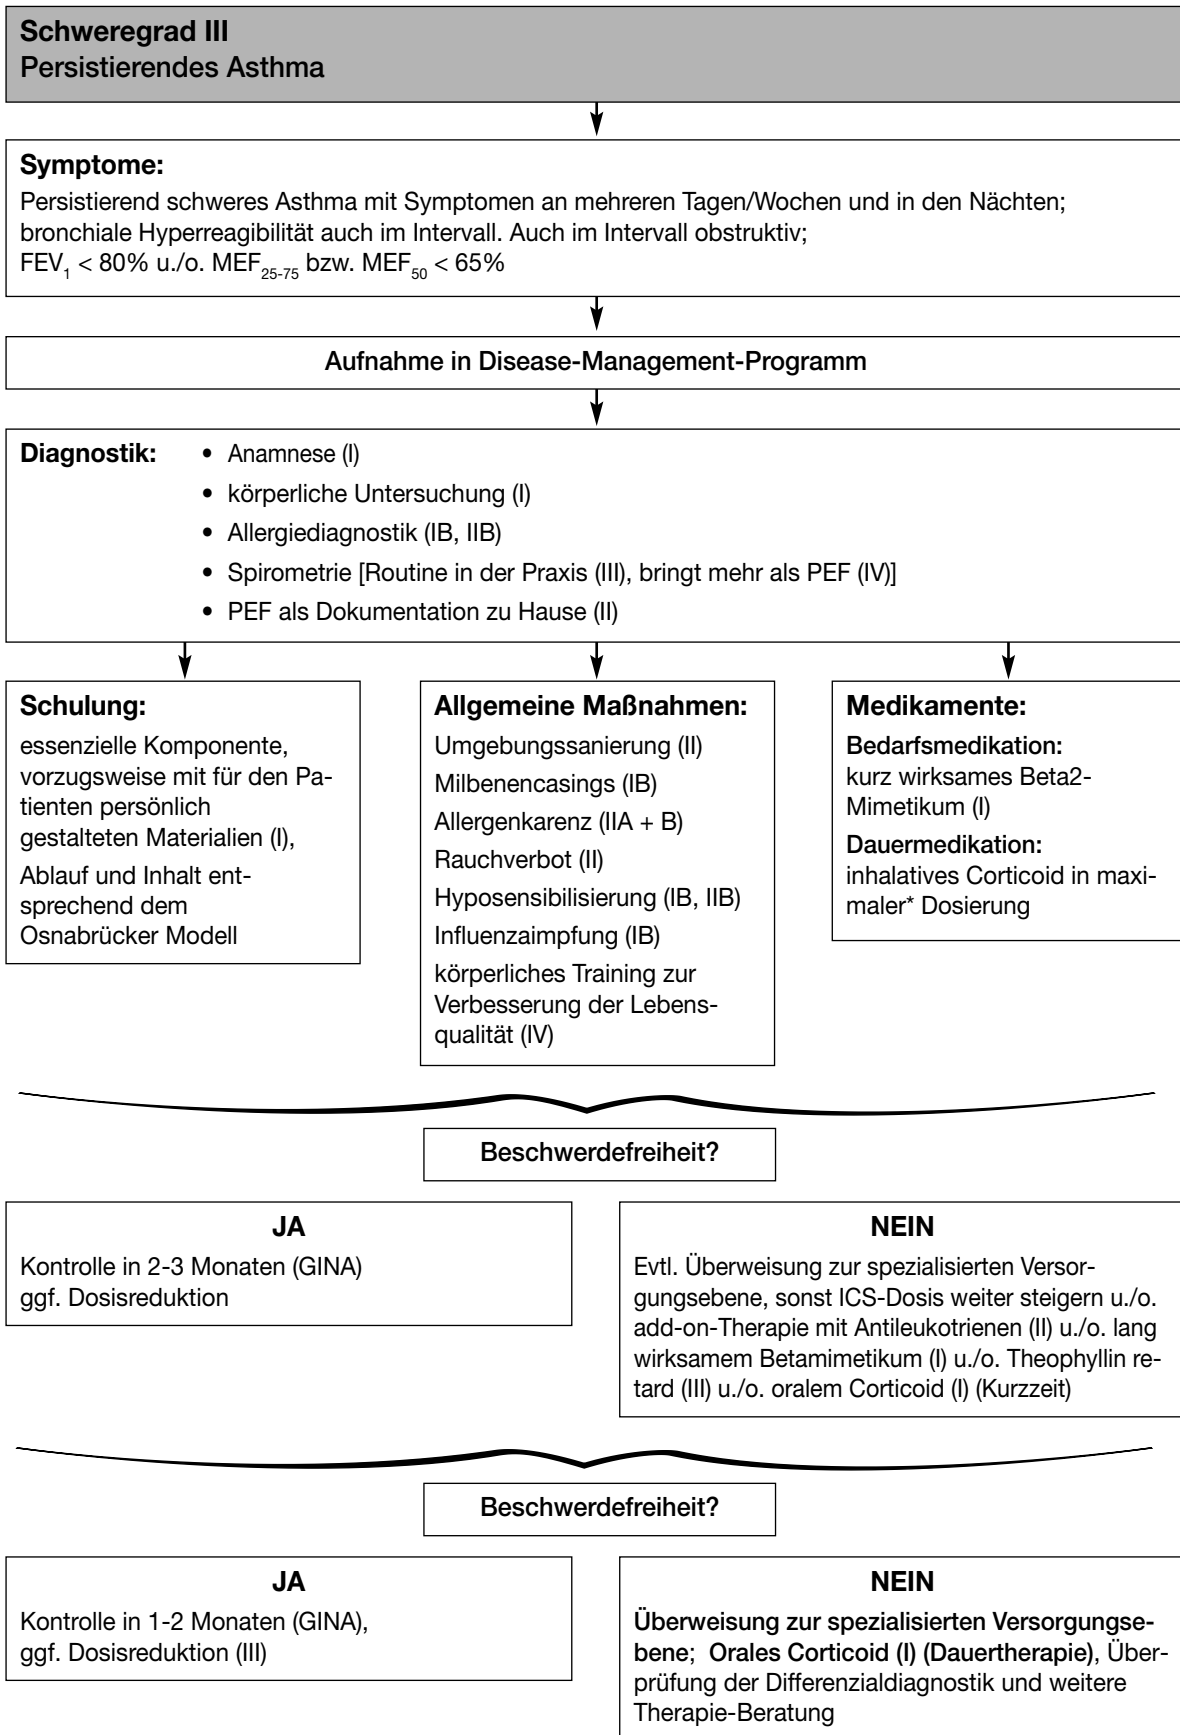 Schweregrad III
Persistierendes Asthma
Symptome:
Persistierend schweres Asthma mit Symptomen an mehreren Tagen/Wochen und in den Nächten;
bronchiale Hyperreagibilität auch im Intervall. Auch im Intervall obstruktiv;
FEV1 < 80% u./o. MEF25-75 bzw. MEF50 < 65%
Aufnahme in Disease-Management-Programm
Diagnostik:
• Anamnese (I)
• körperliche Untersuchung (I)
• Allergiediagnostik (IB, IIB)
• Spirometrie [Routine in der Praxis (III), bringt mehr als PEF (IV)]
• PEF als Dokumentation zu Hause (II)
Schulung:
essenzielle Komponente,
vorzugsweise mit für den Pa-
tienten persönlich
gestalteten Materialien (I),
Ablauf und Inhalt ent-
sprechend dem
Osnabrücker Modell
Allgemeine Maßnahmen:
Umgebungssanierung (II)
Milbenencasings (IB)
Allergenkarenz (IIA + B)
Rauchverbot (II)
Hyposensibilisierung (IB, IIB)
Influenzaimpfung (IB)
körperliches Training zur
Verbesserung der Lebens-
qualität (IV)
Medikamente:
Bedarfsmedikation:
kurz wirksames Beta2-
Mimetikum (I)
Dauermedikation:
inhalatives Corticoid in maxi-
maler* Dosierung
Beschwerdefreiheit?
JA
Kontrolle in 2-3 Monaten (GINA)
ggf. Dosisreduktion
NEIN
Evtl. Überweisung zur spezialisierten Versor-
gungsebene, sonst ICS-Dosis weiter steigern u./o.
add-on-Therapie mit Antileukotrienen (II) u./o. lang
wirksamem Betamimetikum (I) u./o. Theophyllin re-
tard (III) u./o. oralem Corticoid (I) (Kurzzeit)
Beschwerdefreiheit?
JA
Kontrolle in 1-2 Monaten (GINA),
ggf. Dosisreduktion (III)
NEIN
Überweisung zur spezialisierten Versorgungse-
bene; Orales Corticoid (I) (Dauertherapie), Über-
prüfung der Differenzialdiagnostik und weitere
Therapie-Beratung